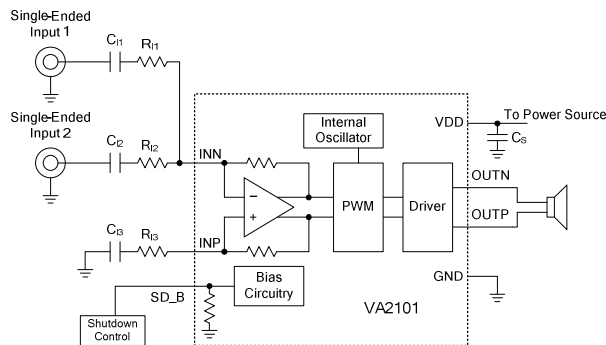 Single-Ended
Input 1
CI1
RI1
Single-Ended
Input 2
CI2
RI2
INN
CI3
RI3
INP
−
+
Internal
Oscillator
PWM
Driver
VDD
To Power Source
CS
OUTN
OUTP
GND
Bias
Circuitry
SD_B
Shutdown
Control
VA2101